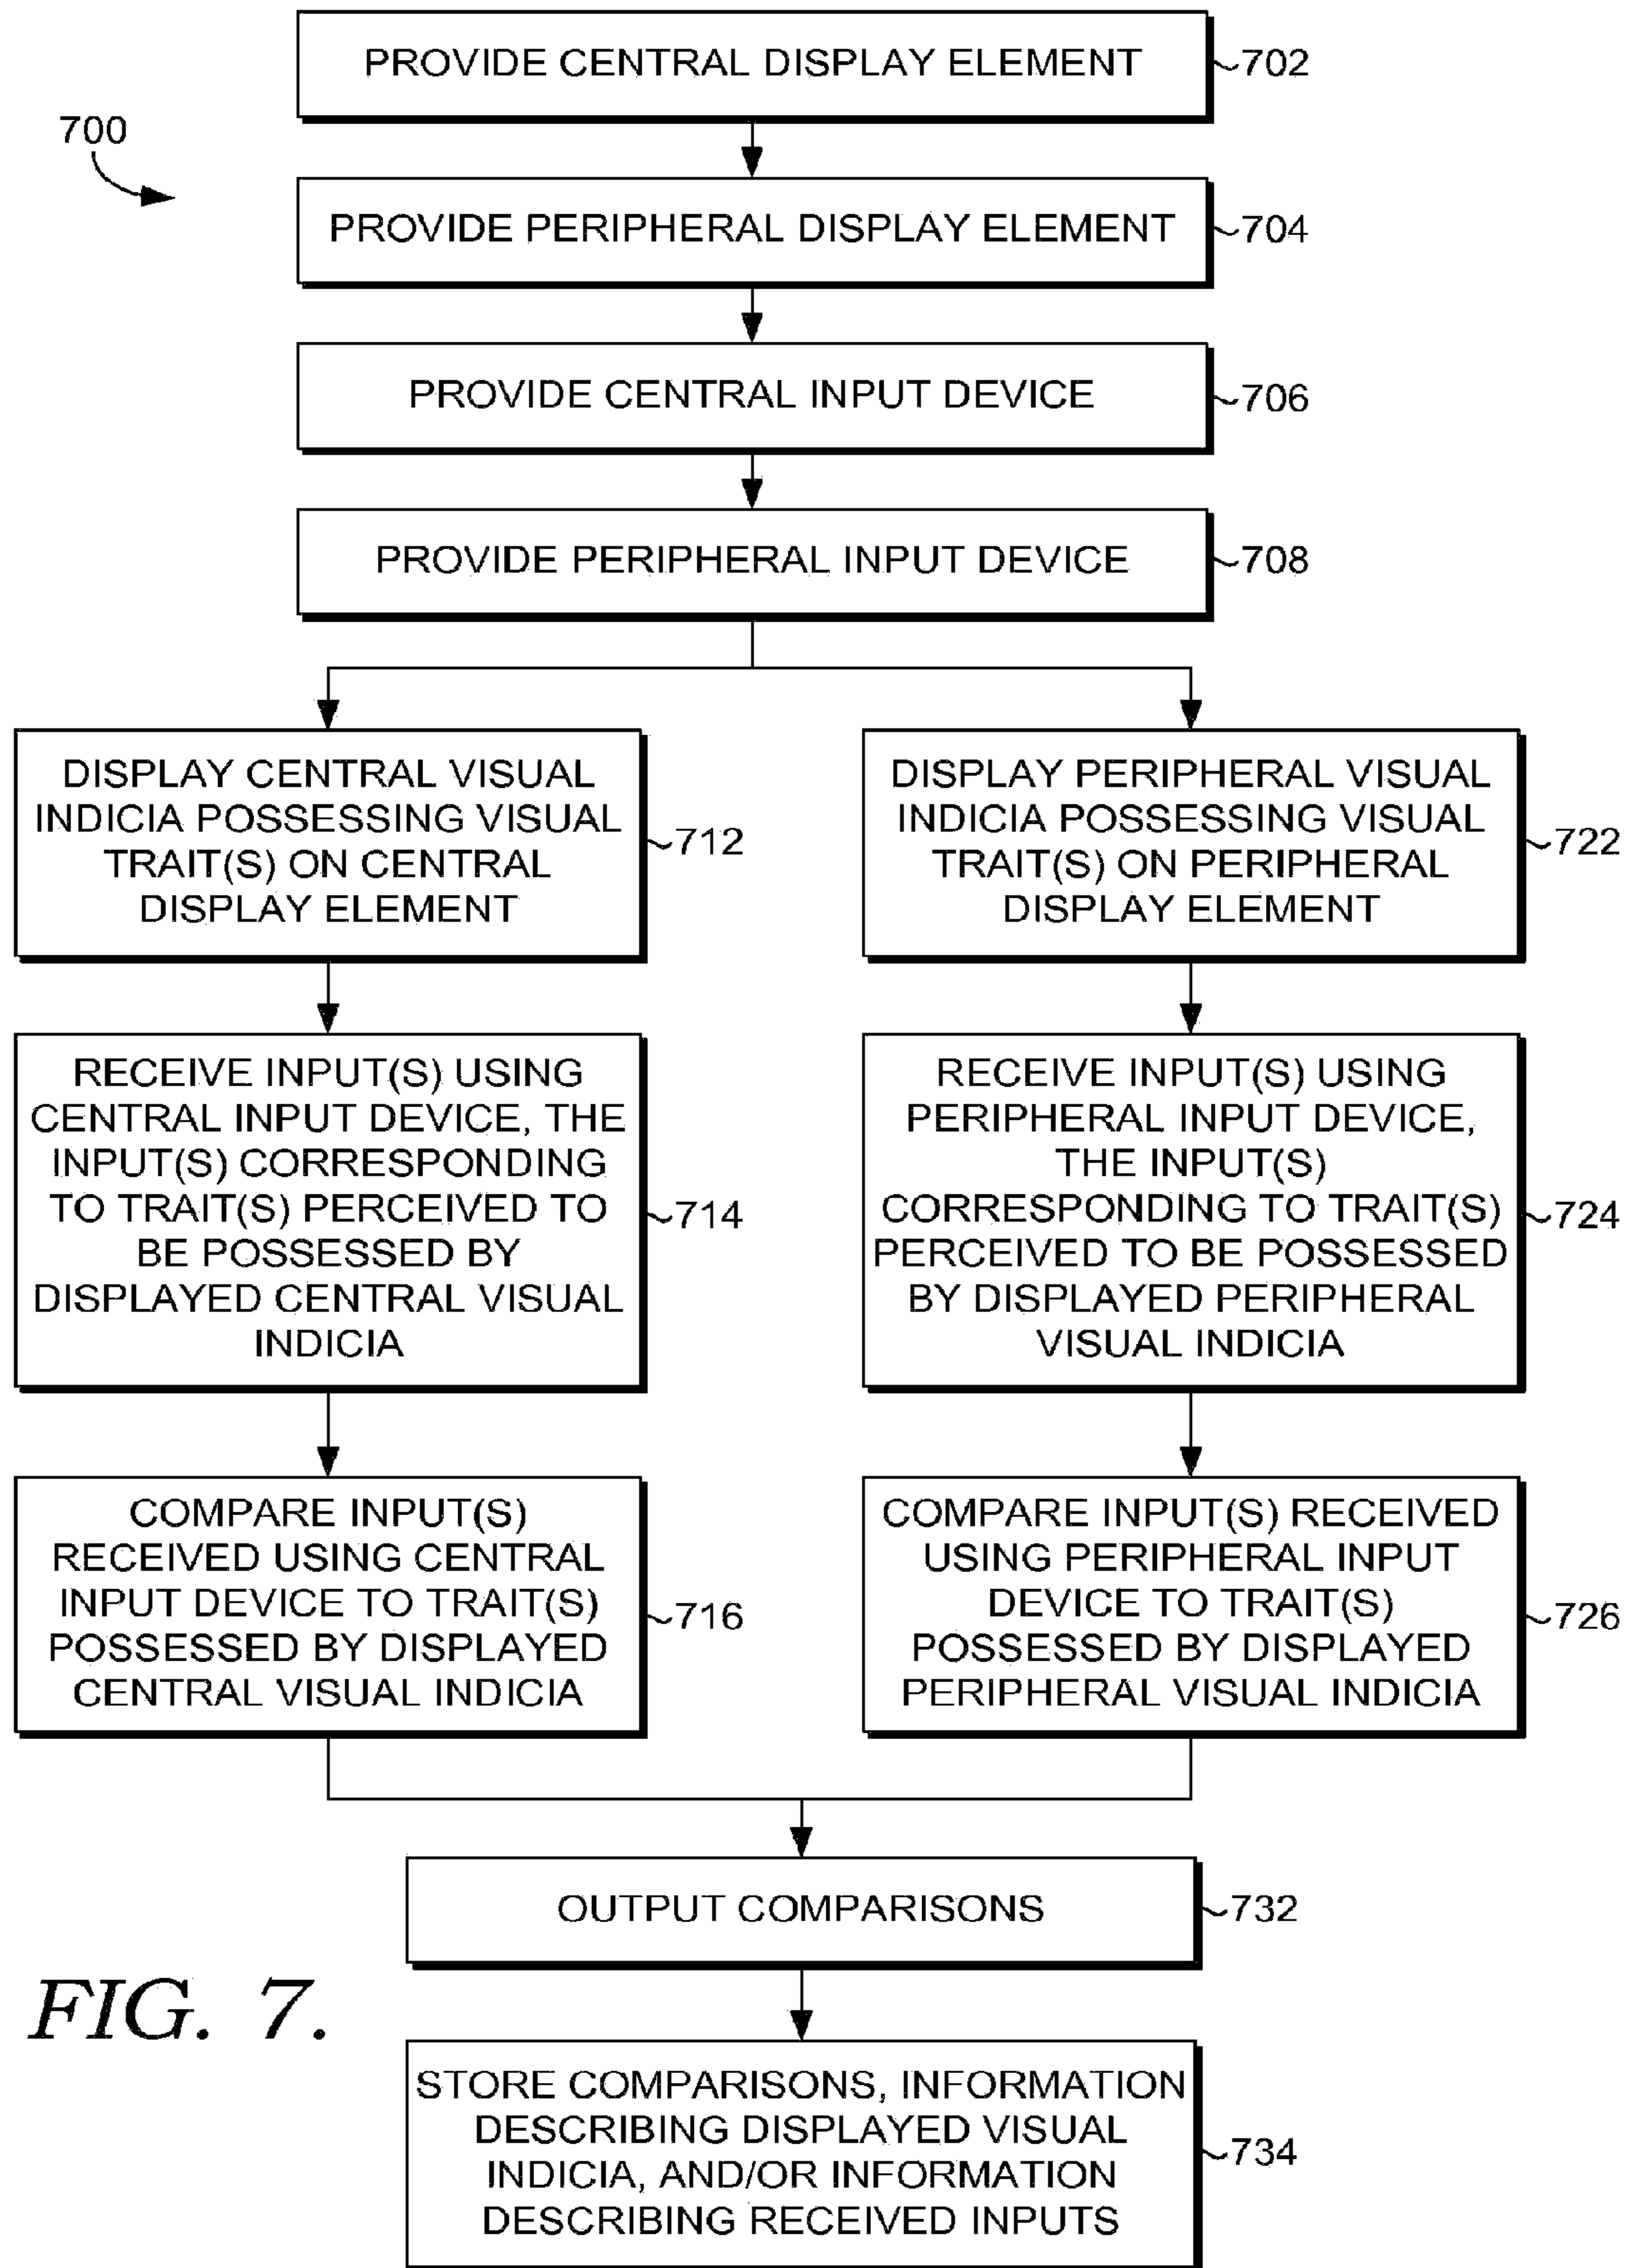 PROVIDE CENTRAL DISPLAY ELEMENT
702
700
PROVIDE PERIPHERAL DISPLAY ELEMENT
704
PROVIDE CENTRAL INPUT DEVICE
706
PROVIDE PERIPHERAL INPUT DEVICE
708
DISPLAY CENTRAL VISUAL
INDICIA POSSESSING VISUAL
TRAIT(S) ON CENTRAL
DISPLAY ELEMENT
712
DISPLAY PERIPHERAL VISUAL
INDICIA POSSESSING VISUAL
TRAIT(S) ON PERIPHERAL
DISPLAY ELEMENT
722
RECEIVE INPUT(S) USING
CENTRAL INPUT DEVICE, THE
INPUT(S) CORRESPONDING
TO TRAIT(S) PERCEIVED TO
BE POSSESSED BY
DISPLAYED CENTRAL VISUAL
INDICIA
714
RECEIVE INPUT(S) USING
PERIPHERAL INPUT DEVICE,
THE INPUT(S)
CORRESPONDING TO TRAIT(S)
PERCEIVED TO BE POSSESSED
BY DISPLAYED PERIPHERAL
VISUAL INDICIA
724
COMPARE INPUT(S)
RECEIVED USING CENTRAL
INPUT DEVICE TO TRAIT(S)
POSSESSED BY DISPLAYED
CENTRAL VISUAL INDICIA
716
COMPARE INPUT(S) RECEIVED
USING PERIPHERAL INPUT
DEVICE TO TRAIT(S)
POSSESSED BY DISPLAYED
PERIPHERAL VISUAL INDICIA
726
OUTPUT COMPARISONS
732
FIG. 7.
STORE COMPARISONS, INFORMATION
DESCRIBING DISPLAYED VISUAL
INDICIA, AND/OR INFORMATION
DESCRIBING RECEIVED INPUTS
734